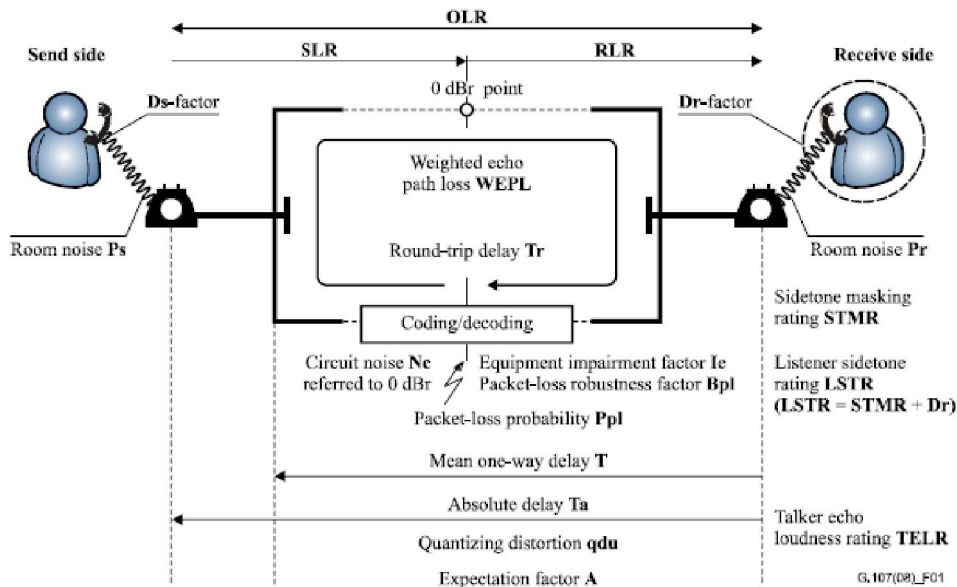 OLR
SLR
RLR
Send side
Receive side
0 dBr point
Ds-factor
Dr-factor
Weighted echo
path loss WEPL
Room noise Ps
Room noise Pr
Round-trip delay Tr
Sidetone masking
rating STMR
Coding/decoding
Circuit noise Nc
referred to 0 dBr
Equipment impairment factor Ie
Packet-loss robustness factor Bpl
Listener sidetone
rating LSTR
(LSTR = STMR + Dr)
Packet-loss probability Ppl
Mean one-way delay T
Absolute delay Ta
Talker echo
loudness rating TELR
Quantizing distortion qdu
Expectation factor A
G.107(08)_F01